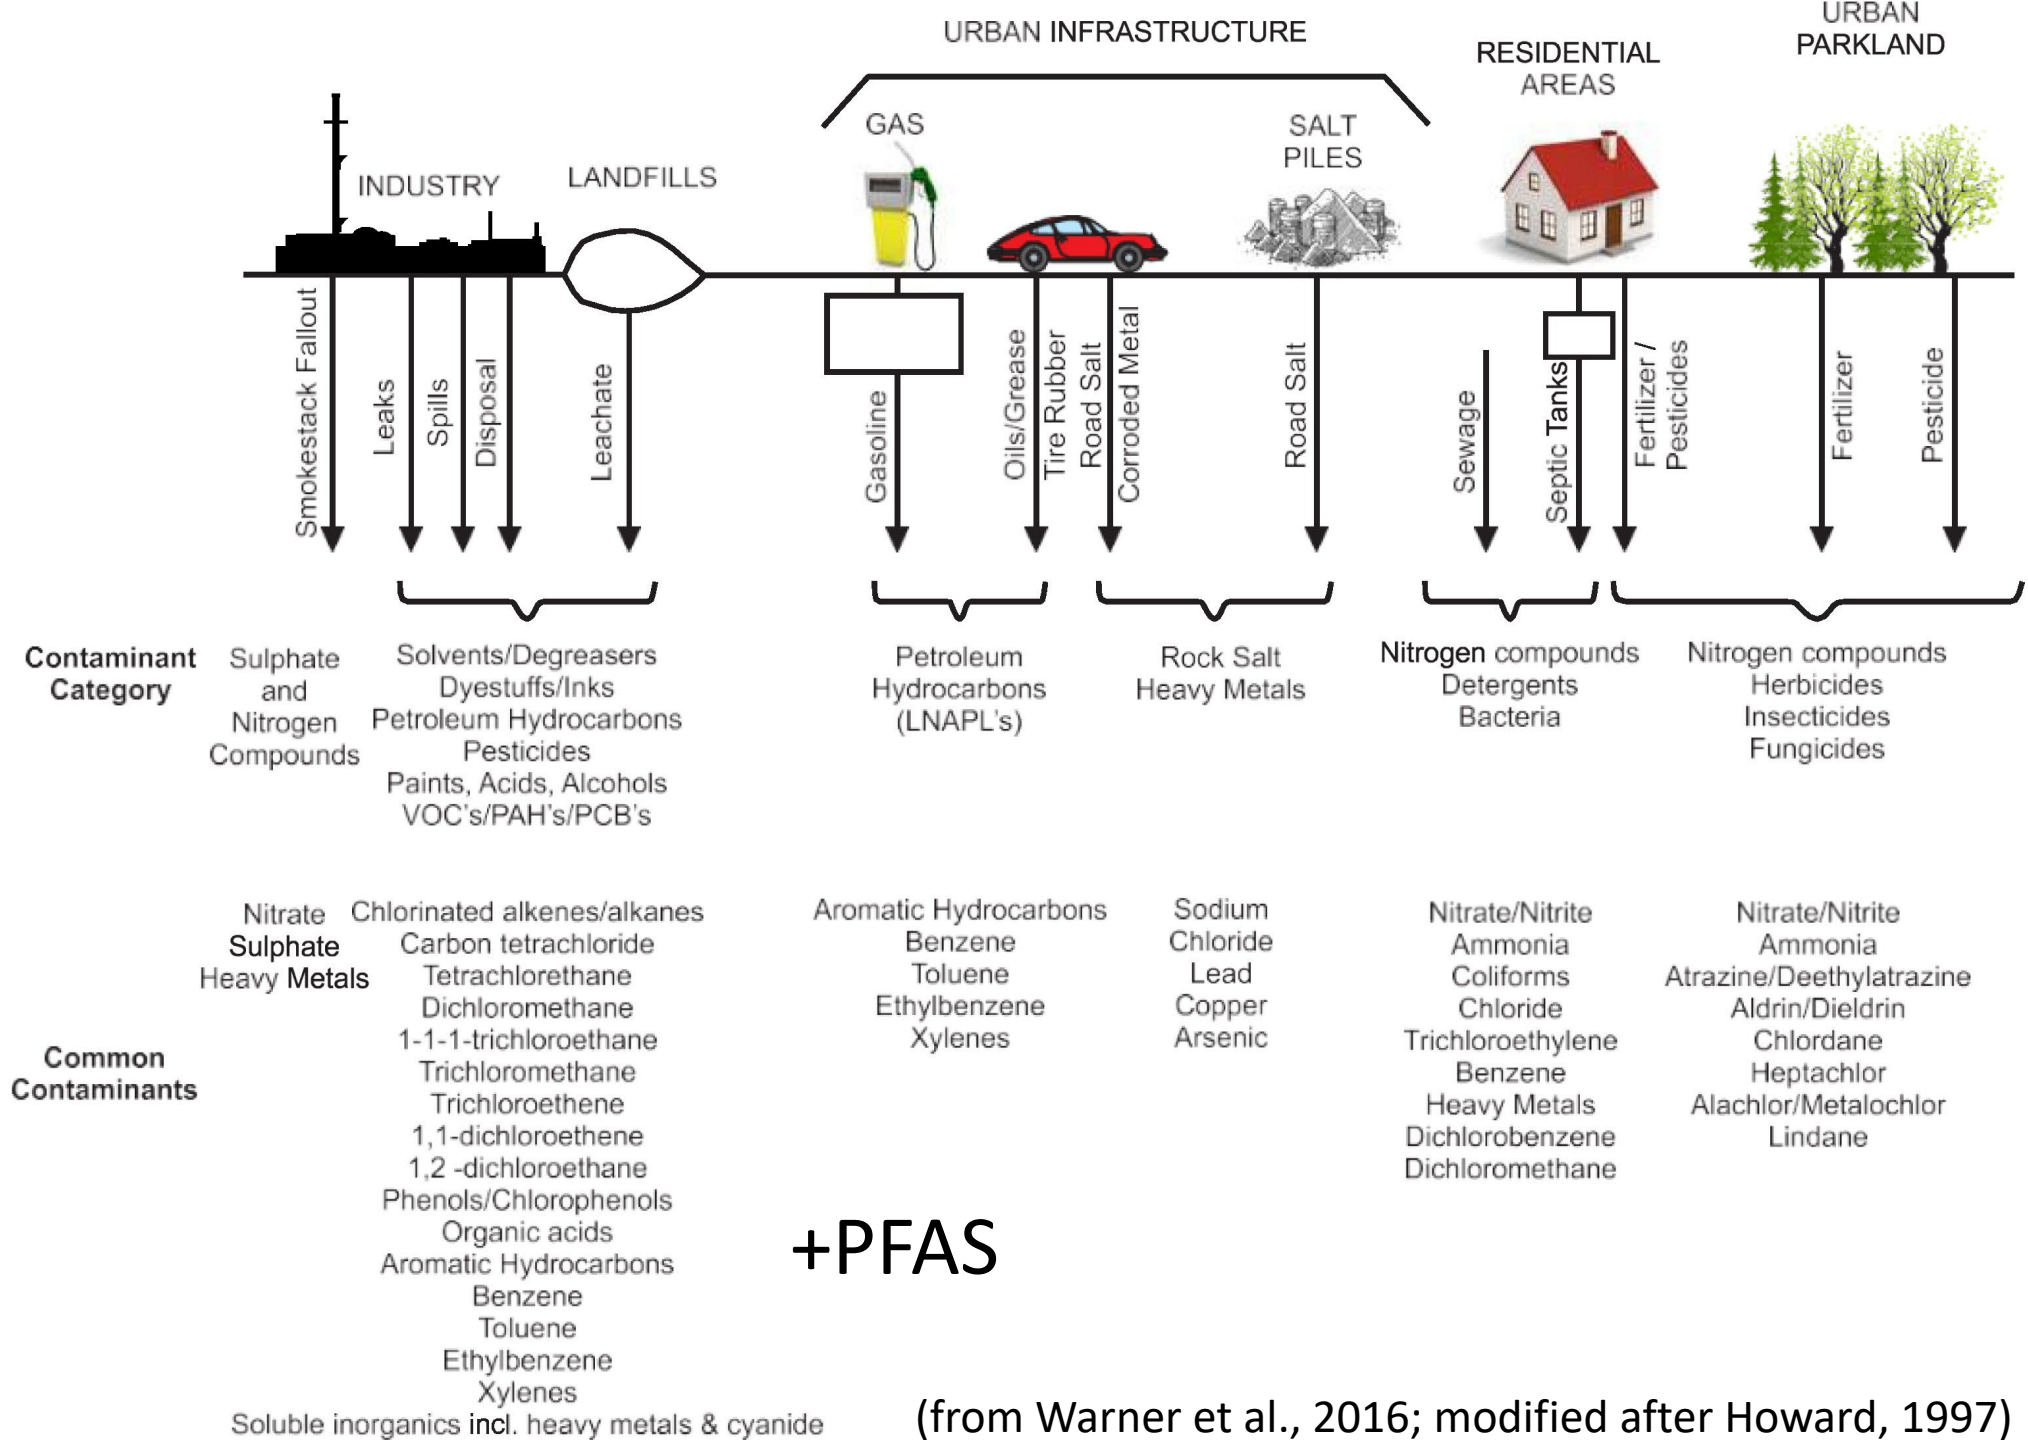 URBAN INFRASTRUCTURE
RESIDENTIAL
AREAS
URBAN
PARKLAND
INDUSTRY
LANDFILLS
GAS
SALT
PILES
Smokestack Fallout
Leaks
Spills
Disposal
Leachate
Gasoline
Oils/Grease
Tire Rubber
Road Salt
Corroded Metal
Road Salt
Sewage
Septic Tanks
Fertilizer /
Pesticides
Fertilizer
Pesticide
Contaminant
Category
Sulphate
and
Nitrogen
Compounds
Solvents/Degreasers
Dyestuffs/Inks
Petroleum Hydrocarbons
Pesticides
Paints, Acids, Alcohols
VOC's/PAH's/PCB's
Petroleum
Hydrocarbons
(LNAPL's)
Rock Salt
Heavy Metals
Nitrogen compounds
Detergents
Bacteria
Nitrogen compounds
Herbicides
Insecticides
Fungicides
Common
Contaminants
Nitrate
Sulphate
Heavy Metals
Chlorinated alkenes/alkanes
Carbon tetrachloride
Tetrachlorethane
Dichloromethane
1-1-1-trichloroethane
Trichloromethane
Trichloroethene
1,1-dichloroethene
1,2 -dichloroethane
Phenols/Chlorophenols
Organic acids
Aromatic Hydrocarbons
Benzene
Toluene
Ethylbenzene
Xylenes
Soluble inorganics incl. heavy metals & cyanide
Aromatic Hydrocarbons
Benzene
Toluene
Ethylbenzene
Xylenes
Sodium
Chloride
Lead
Copper
Arsenic
Nitrate/Nitrite
Ammonia
Coliforms
Chloride
Trichloroethylene
Benzene
Heavy Metals
Dichlorobenzene
Dichloromethane
Nitrate/Nitrite
Ammonia
Atrazine/Deethylatrazine
Aldrin/Dieldrin
Chlordane
Heptachlor
Alachlor/Metalochlor
Lindane
+PFAS
(from Warner et al., 2016; modified after Howard, 1997)